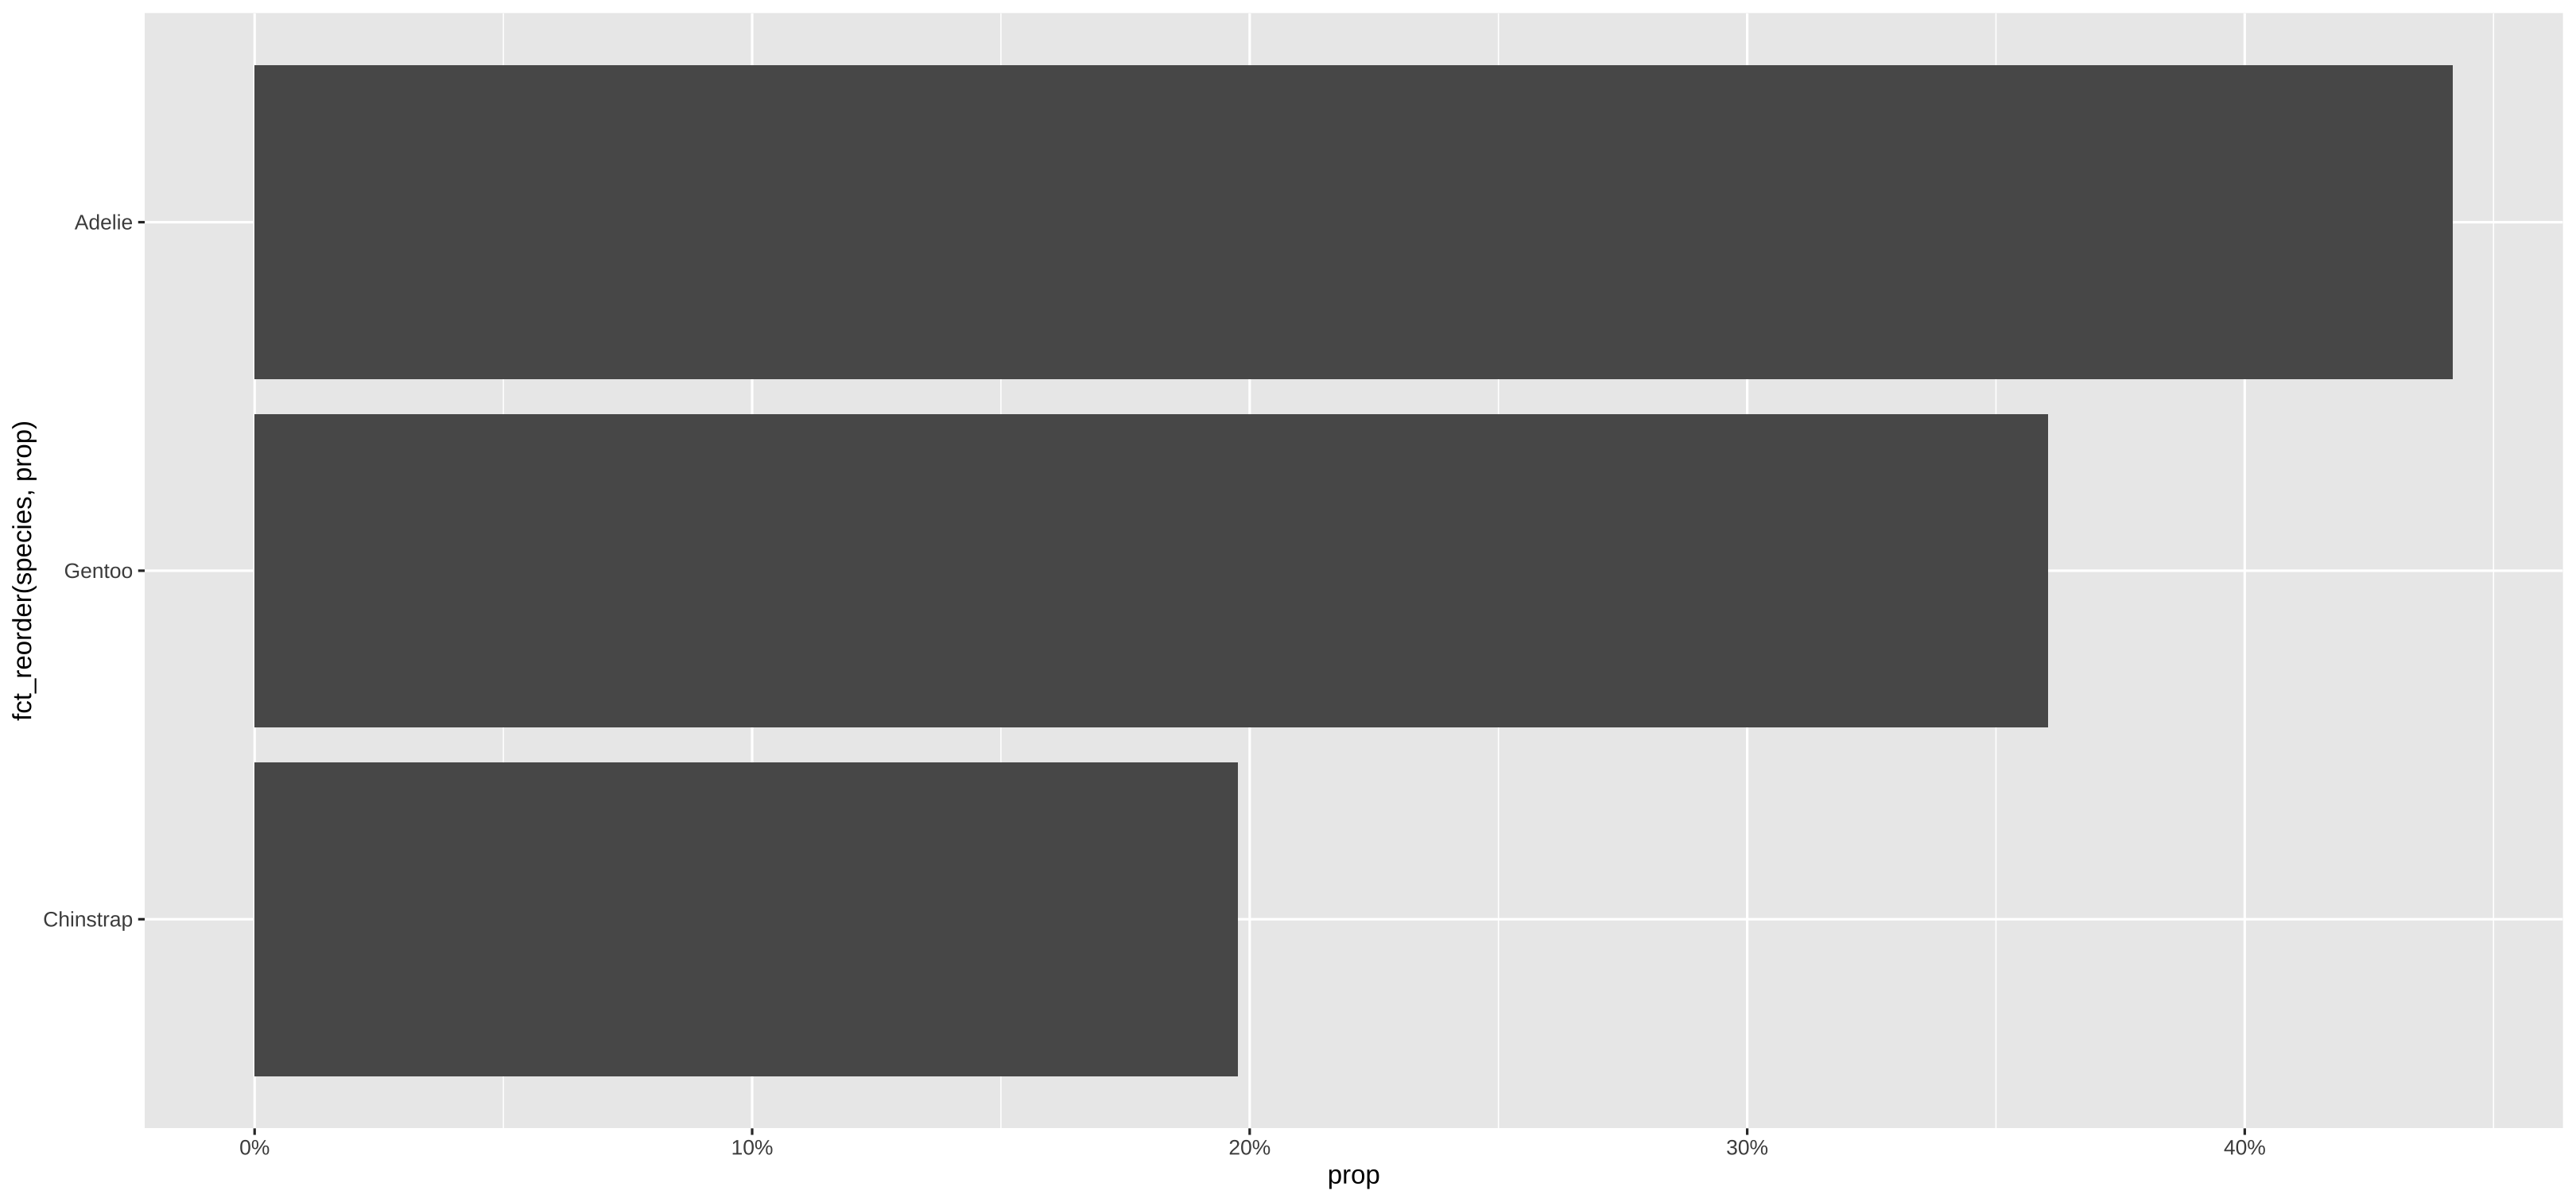 fct_reorder(species, prop)
Adelie
Gentoo
Chinstrap
0% 10% 20% 30% 40%
prop